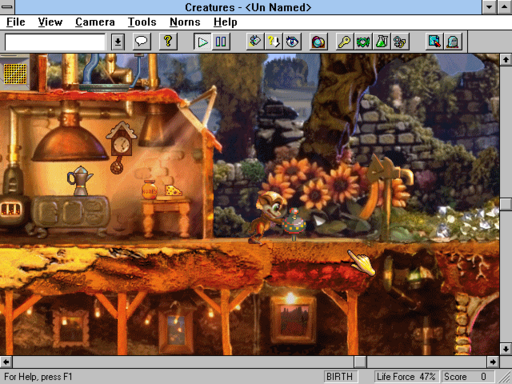 Creatures - <Un Named>
File View Camera Tools Norns Help
For Help, press F1
BIRTH
Life Force 47%
Score 0